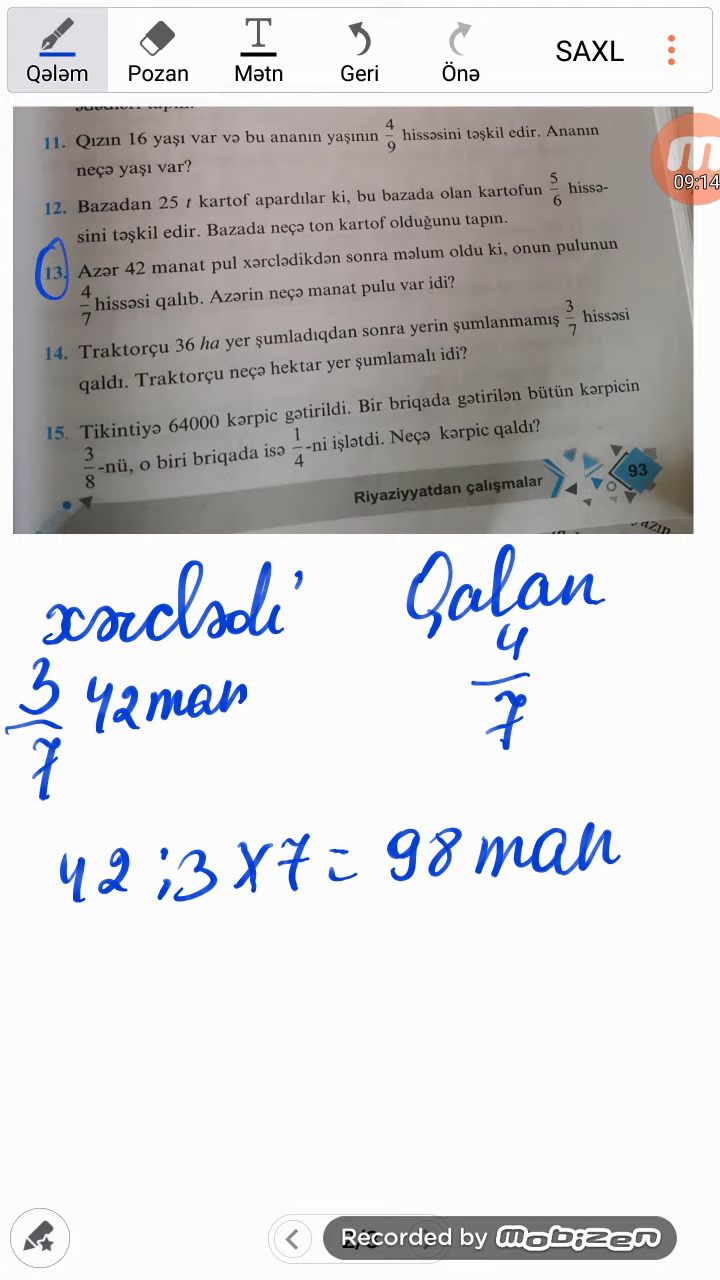 Qələm Pozan Mətn Geri Önə SAXL
11. Qızın 16 yaşı var və bu ananın yaşının 4/9 hissəsini təşkil edir. Ananın
neçə yaşı var?
09:14
12. Bazadan 25 t kartof apardılar ki, bu bazada olan kartofun 5/6 hissə-
sini təşkil edir. Bazada neçə ton kartof olduğunu tapın.
13. Azər 42 manat pul xərclədikdən sonra məlum oldu ki, onun pulunun
4/7 hissəsi qalıb. Azərin neçə manat pulu var idi?
14. Traktorçu 36 ha yer şumladıqdan sonra yerin şumlanmamış 3/7 hissəsi
qaldı. Traktorçu neçə hektar yer şumlamalı idi?
15. Tikintiyə 64000 kərpic gətirildi. Bir briqada gətirilən bütün kərpicin
3/8-nü, o biri briqada isə 1/4-ni işlətdi. Neçə kərpic qaldı?
Riyaziyyatdan çalışmalar 93
xərclədi Qalan
3/7 42 man 4/7
42 : 3 X 7 = 98 man
Recorded by mobizen